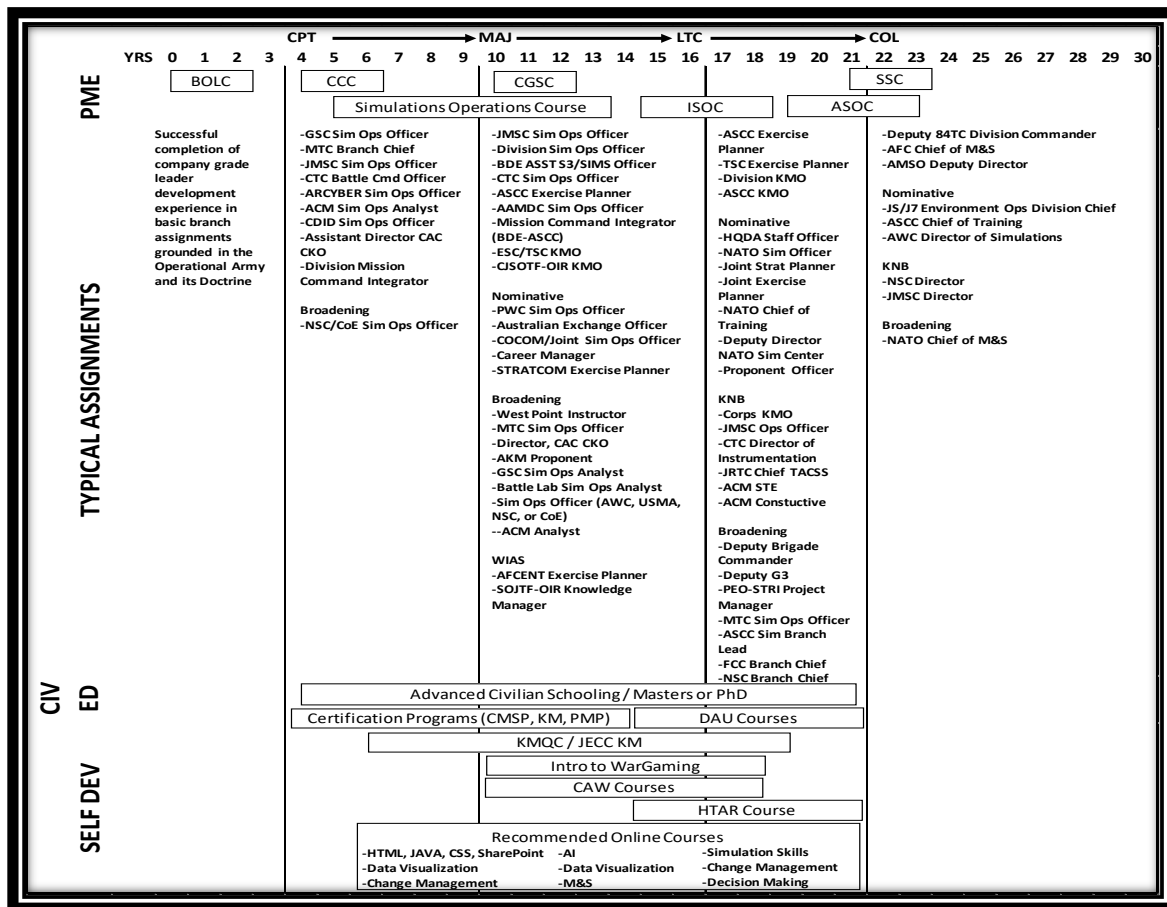 CPT MAJ LTC COL
YRS 0 1 2 3 4 5 6 7 8 9 10 11 12 13 14 15 16 17 18 19 20 21 22 23 24 25 26 27 28 29 30
PME
BOLC
CCC
CGSC
SSC
Simulations Operations Course
ISOC
ASOC
TYPICAL ASSIGNMENTS
Successful
completion of
company grade
leader
development
experience in
basic branch
assignments
grounded in the
Operational Army
and its Doctrine
-GSC Sim Ops Officer
-MTC Branch Chief
-JMSC Sim Ops Officer
-CTC Battle Cmd Officer
-ARCYBER Sim Ops Officer
-ACM Sim Ops Analyst
-CDID Sim Ops Officer
-Assistant Director CAC
CKO
-Division Mission
Command Integrator
Broadening
-NSC/CoE Sim Ops Officer
-JMSC Sim Ops Officer
-Division Sim Ops Officer
-BDE ASST S3/SIMS Officer
-CTC Sim Ops Officer
-ASCC Exercise Planner
-AAMDC Sim Ops Officer
-Mission Command Integrator
(BDE-ASCC)
-ESC/TSC KMO
-CJSOTF-OIR KMO
Nominative
-PWC Sim Ops Officer
-Australian Exchange Officer
-COCOM/Joint Sim Ops Officer
-Career Manager
-STRATCOM Exercise Planner
Broadening
-West Point Instructor
-MTC Sim Ops Officer
-Director, CAC CKO
-AKM Proponent
-GSC Sim Ops Analyst
-Battle Lab Sim Ops Analyst
-Sim Ops Officer (AWC, USMA,
NSC, or CoE)
--ACM Analyst
WIAS
-AFCENT Exercise Planner
-SOJTF-OIR Knowledge
Manager
-ASCC Exercise
Planner
-TSC Exercise Planner
-Division KMO
-ASCC KMO
Nominative
-HQDA Staff Officer
-NATO Sim Officer
-Joint Strat Planner
-Joint Exercise
Planner
-NATO Chief of
Training
-Deputy Director
NATO Sim Center
-Proponent Officer
KNB
-Corps KMO
-JMSC Ops Officer
-CTC Director of
Instrumentation
-JRTC Chief TACSS
-ACM STE
-ACM Constuctive
Broadening
-Deputy Brigade
Commander
-Deputy G3
-PEO-STRI Project
Manager
-MTC Sim Ops Officer
-ASCC Sim Branch
Lead
-FCC Branch Chief
-NSC Branch Chief
-Deputy 84TC Division Commander
-AFC Chief of M&S
-AMSO Deputy Director
Nominative
-JS/J7 Environment Ops Division Chief
-ASCC Chief of Training
-AWC Director of Simulations
KNB
-NSC Director
-JMSC Director
Broadening
-NATO Chief of M&S
CIV
ED
Advanced Civilian Schooling / Masters or PhD
Certification Programs (CMSP, KM, PMP)
DAU Courses
SELF DEV
KMQC / JECC KM
Intro to WarGaming
CAW Courses
HTAR Course
Recommended Online Courses
-HTML, JAVA, CSS, SharePoint -AI -Simulation Skills
-Data Visualization -Data Visualization -Change Management
-Change Management -M&S -Decision Making